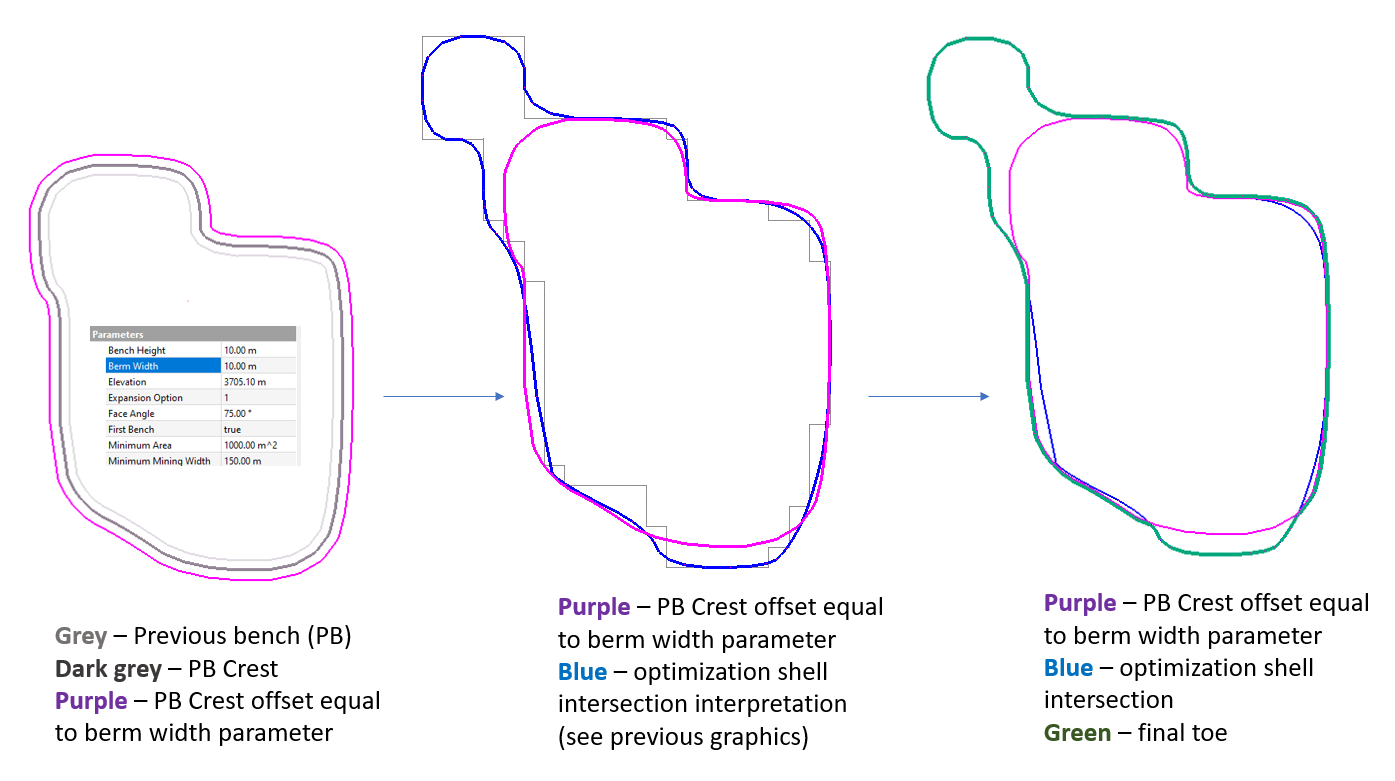 Parameters
Bench Height 10.00 m
Berm Width 10.00 m
Elevation 3705.10 m
Expansion Option 1
Face Angle 75.00 °
First Bench true
Minimum Area 1000.00 m^2
Minimum Mining Width 150.00 m
Grey – Previous bench (PB)
Dark grey – PB Crest
Purple – PB Crest offset equal
to berm width parameter
Purple – PB Crest offset equal
to berm width parameter
Blue – optimization shell
intersection interpretation
(see previous graphics)
Purple – PB Crest offset equal
to berm width parameter
Blue – optimization shell
intersection
Green – final toe